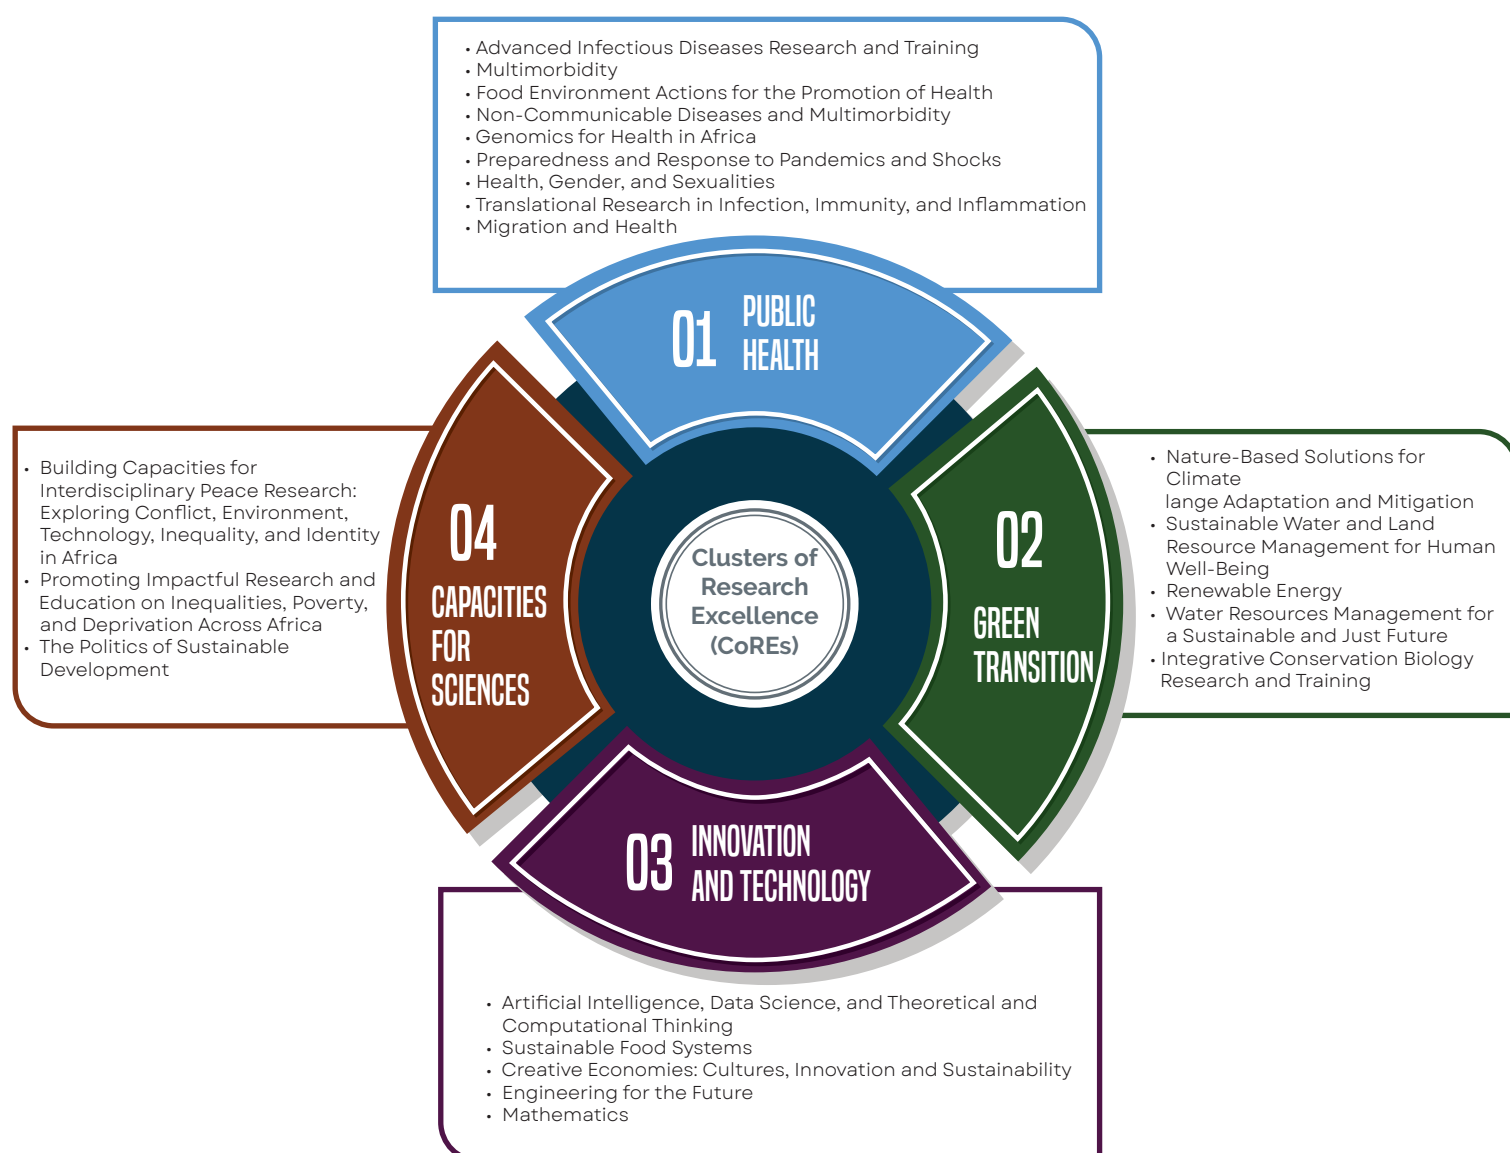 • Advanced Infectious Diseases Research and Training
• Multimorbidity
• Food Environment Actions for the Promotion of Health
• Non-Communicable Diseases and Multimorbidity
• Genomics for Health in Africa
• Preparedness and Response to Pandemics and Shocks
• Health, Gender, and Sexualities
• Translational Research in Infection, Immunity, and Inflammation
• Migration and Health
01 PUBLIC
HEALTH
• Nature-Based Solutions for
Climate
lange Adaptation and Mitigation
• Sustainable Water and Land
Resource Management for Human
Well-Being
• Renewable Energy
• Water Resources Management for
a Sustainable and Just Future
• Integrative Conservation Biology
Research and Training
02
GREEN
TRANSITION
Clusters of
Research
Excellence
(CoREs)
04
CAPACITIES
FOR
SCIENCES
• Building Capacities for
Interdisciplinary Peace Research:
Exploring Conflict, Environment,
Technology, Inequality, and Identity
in Africa
• Promoting Impactful Research and
Education on Inequalities, Poverty,
and Deprivation Across Africa
• The Politics of Sustainable
Development
03 INNOVATION
AND TECHNOLOGY
• Artificial Intelligence, Data Science, and Theoretical and
Computational Thinking
• Sustainable Food Systems
• Creative Economies: Cultures, Innovation and Sustainability
• Engineering for the Future
• Mathematics